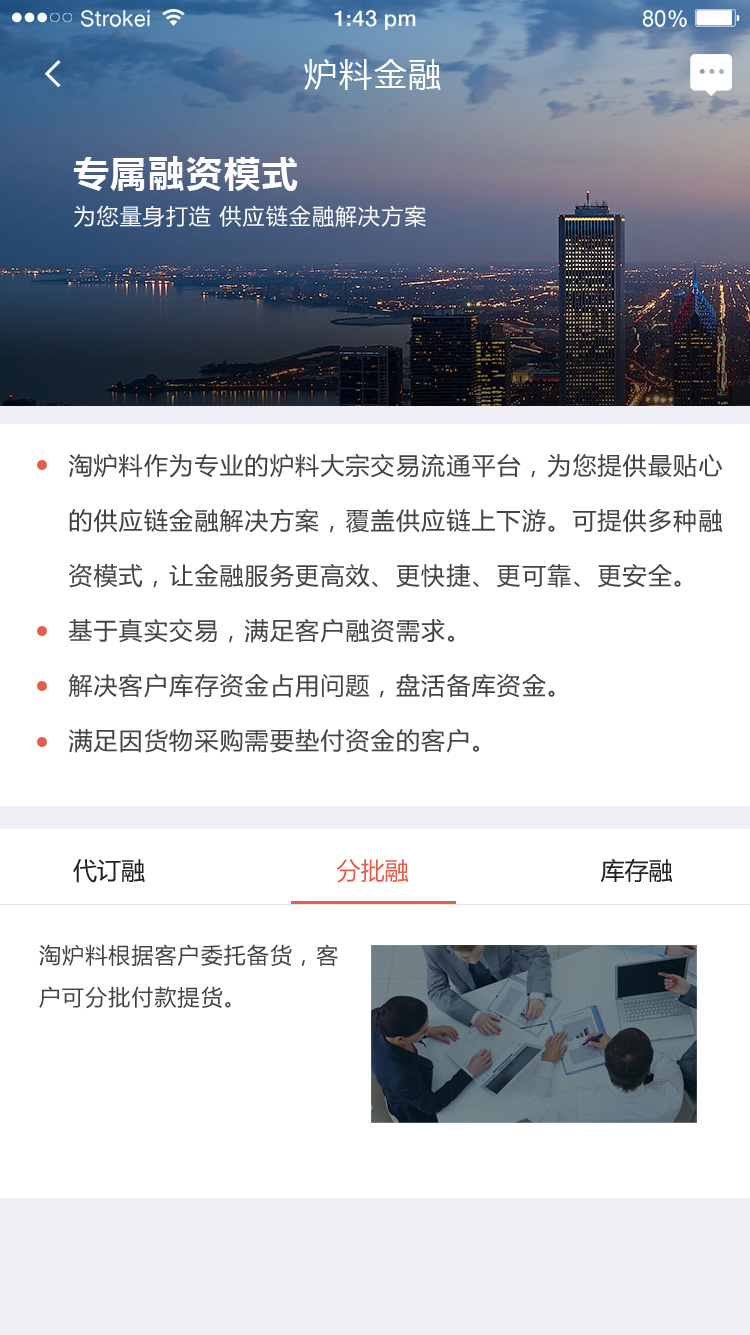 Strokei 1:43 pm 80%
炉料金融
专属融资模式
为您量身打造 供应链金融解决方案
淘炉料作为专业的炉料大宗交易流通平台，为您提供最贴心
的供应链金融解决方案，覆盖供应链上下游。可提供多种融
资模式，让金融服务更高效、更快捷、更可靠、更安全。
基于真实交易，满足客户融资需求。
解决客户库存资金占用问题，盘活备库资金。
满足因货物采购需要垫付资金的客户。
代订融 分批融 库存融
淘炉料根据客户委托备货，客
户可分批付款提货。